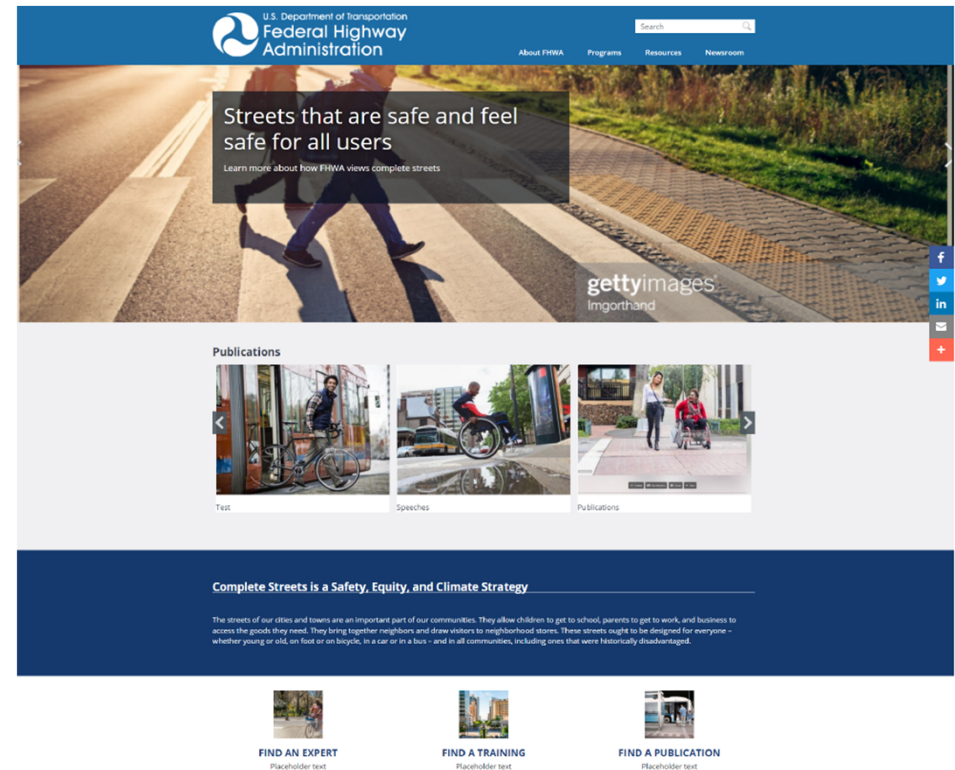 U.S. Department of Transportation
Federal Highway
Administration
Search
About FHWA Programs Resources Newsroom
Streets that are safe and feel
safe for all users
Learn more about how FHWA views complete streets
gettyimages®
Imgorthand
Publications
Test Speeches Publications
Complete Streets is a Safety, Equity, and Climate Strategy
The streets of our cities and towns are an important part of our communities. They allow children to get to school, parents to get to work, and business to
access the goods they need. They bring together neighbors and draw visitors to neighborhood stores. These streets ought to be designed for everyone –
whether young or old, on foot or on bicycle, in a car or in a bus – and in all communities, including ones that were historically disadvantaged.
FIND AN EXPERT FIND A TRAINING FIND A PUBLICATION
Placeholder text Placeholder text Placeholder text